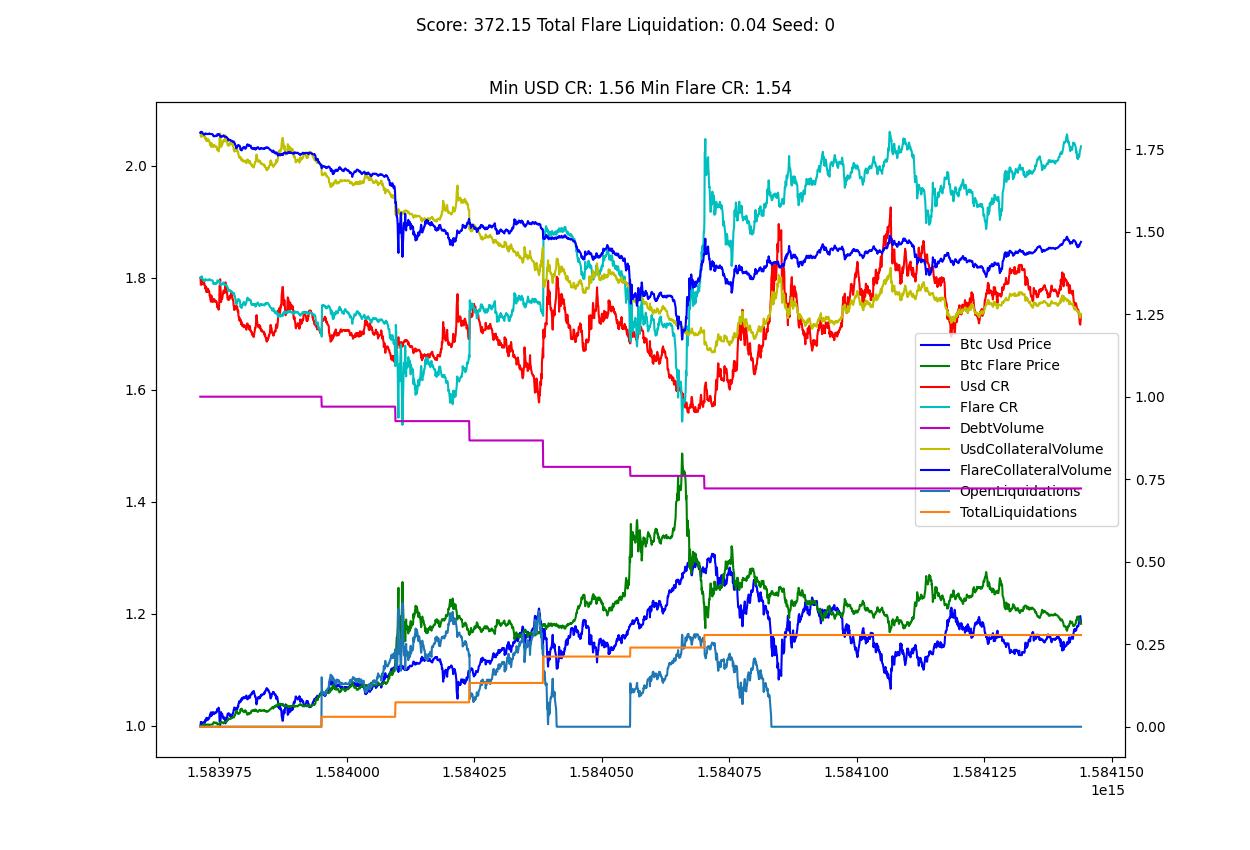 Score: 372.15 Total Flare Liquidation: 0.04 Seed: 0
Min USD CR: 1.56 Min Flare CR: 1.54
2.0
1.8
1.6
1.4
1.2
1.0
1.75
1.50
1.25
1.00
0.75
0.50
0.25
0.00
Btc Usd Price
Btc Flare Price
Usd CR
Flare CR
DebtVolume
UsdCollateralVolume
FlareCollateralVolume
OpenLiquidations
TotalLiquidations
1.583975 1.584000 1.584025 1.584050 1.584075 1.584100 1.584125 1.584150
1e15